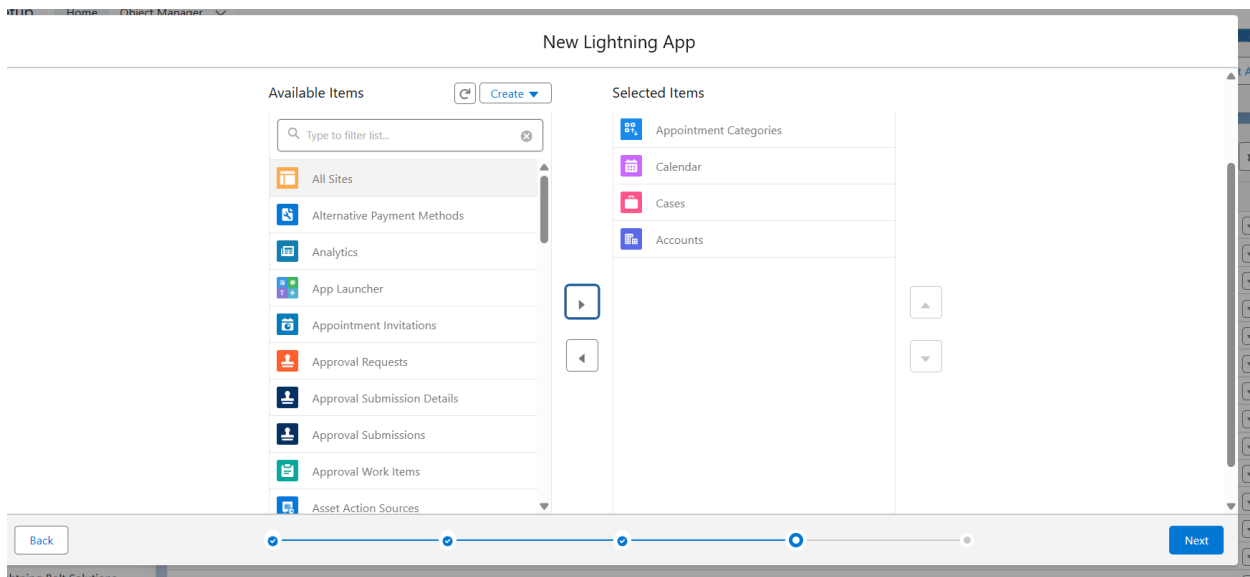 Home Object Manager
New Lightning App
Available Items
Create
Selected Items
Type to filter list...
All Sites
Alternative Payment Methods
Analytics
App Launcher
Appointment Invitations
Approval Requests
Approval Submission Details
Approval Submissions
Approval Work Items
Asset Action Sources
Appointment Categories
Calendar
Cases
Accounts
Back
Next